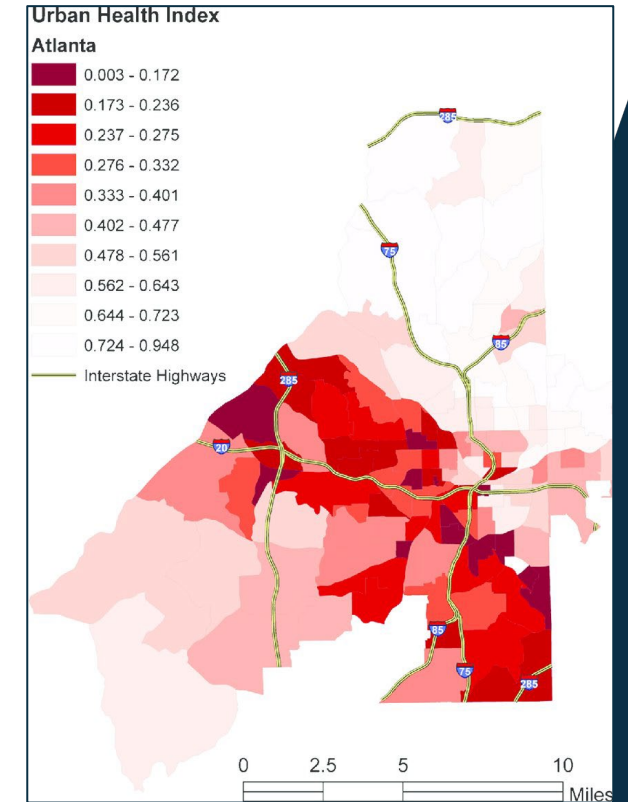 Urban Health Index
Atlanta
0.003 - 0.172
0.173 - 0.236
0.237 - 0.275
0.276 - 0.332
0.333 - 0.401
0.402 - 0.477
0.478 - 0.561
0.562 - 0.643
0.644 - 0.723
0.724 - 0.948
Interstate Highways
285
75
85
285
20
85
75
285
0 2.5 5 10
Miles